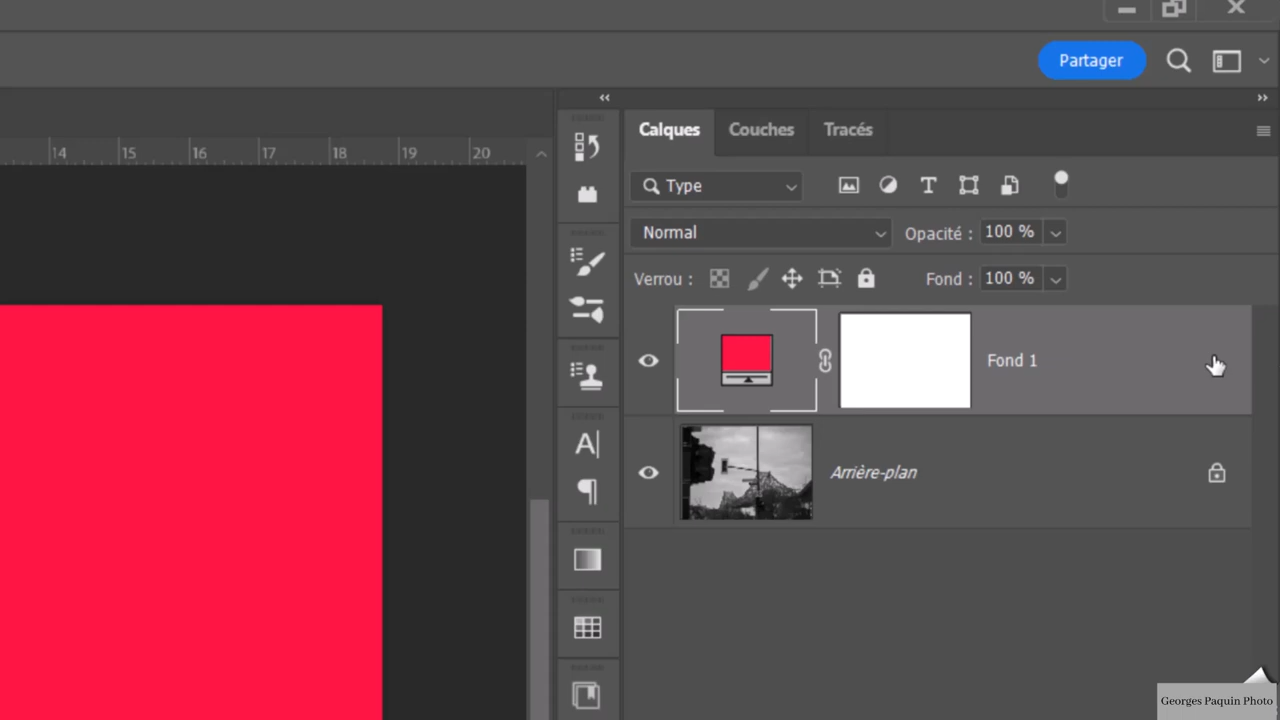 Partager
14 15 16 17 18 19 20
Calques Couches Tracés
Type
Normal Opacité : 100 %
Verrou : Fond : 100 %
Fond 1
Arrière-plan
A
Georges Paquin Photo